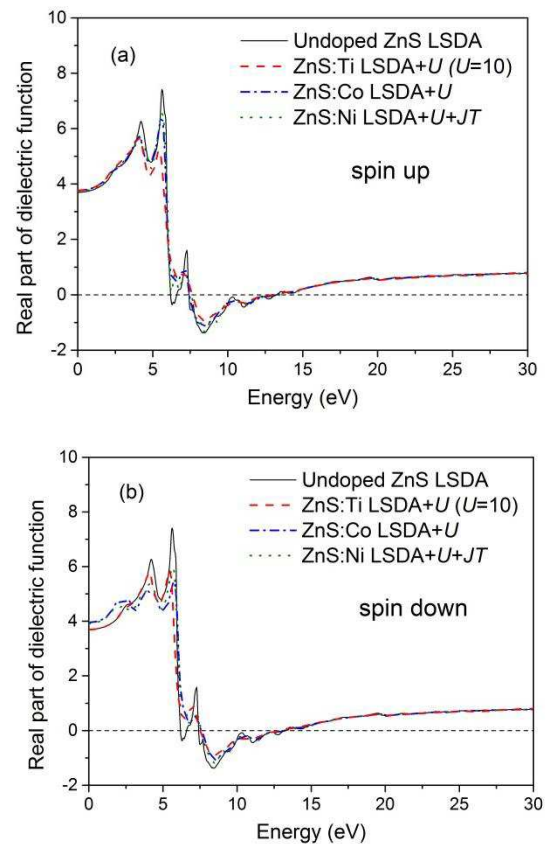 10
8
6
4
2
0
-2
Real part of dielectric function
(a)
Undoped ZnS LSDA
ZnS:Ti LSDA+U (U=10)
ZnS:Co LSDA+U
ZnS:Ni LSDA+U+JT
spin up
0 5 10 15 20 25 30
Energy (eV)
10
8
6
4
2
0
-2
Real part of dielectric function
(b)
Undoped ZnS LSDA
ZnS:Ti LSDA+U (U=10)
ZnS:Co LSDA+U
ZnS:Ni LSDA+U+JT
spin down
0 5 10 15 20 25 30
Energy (eV)